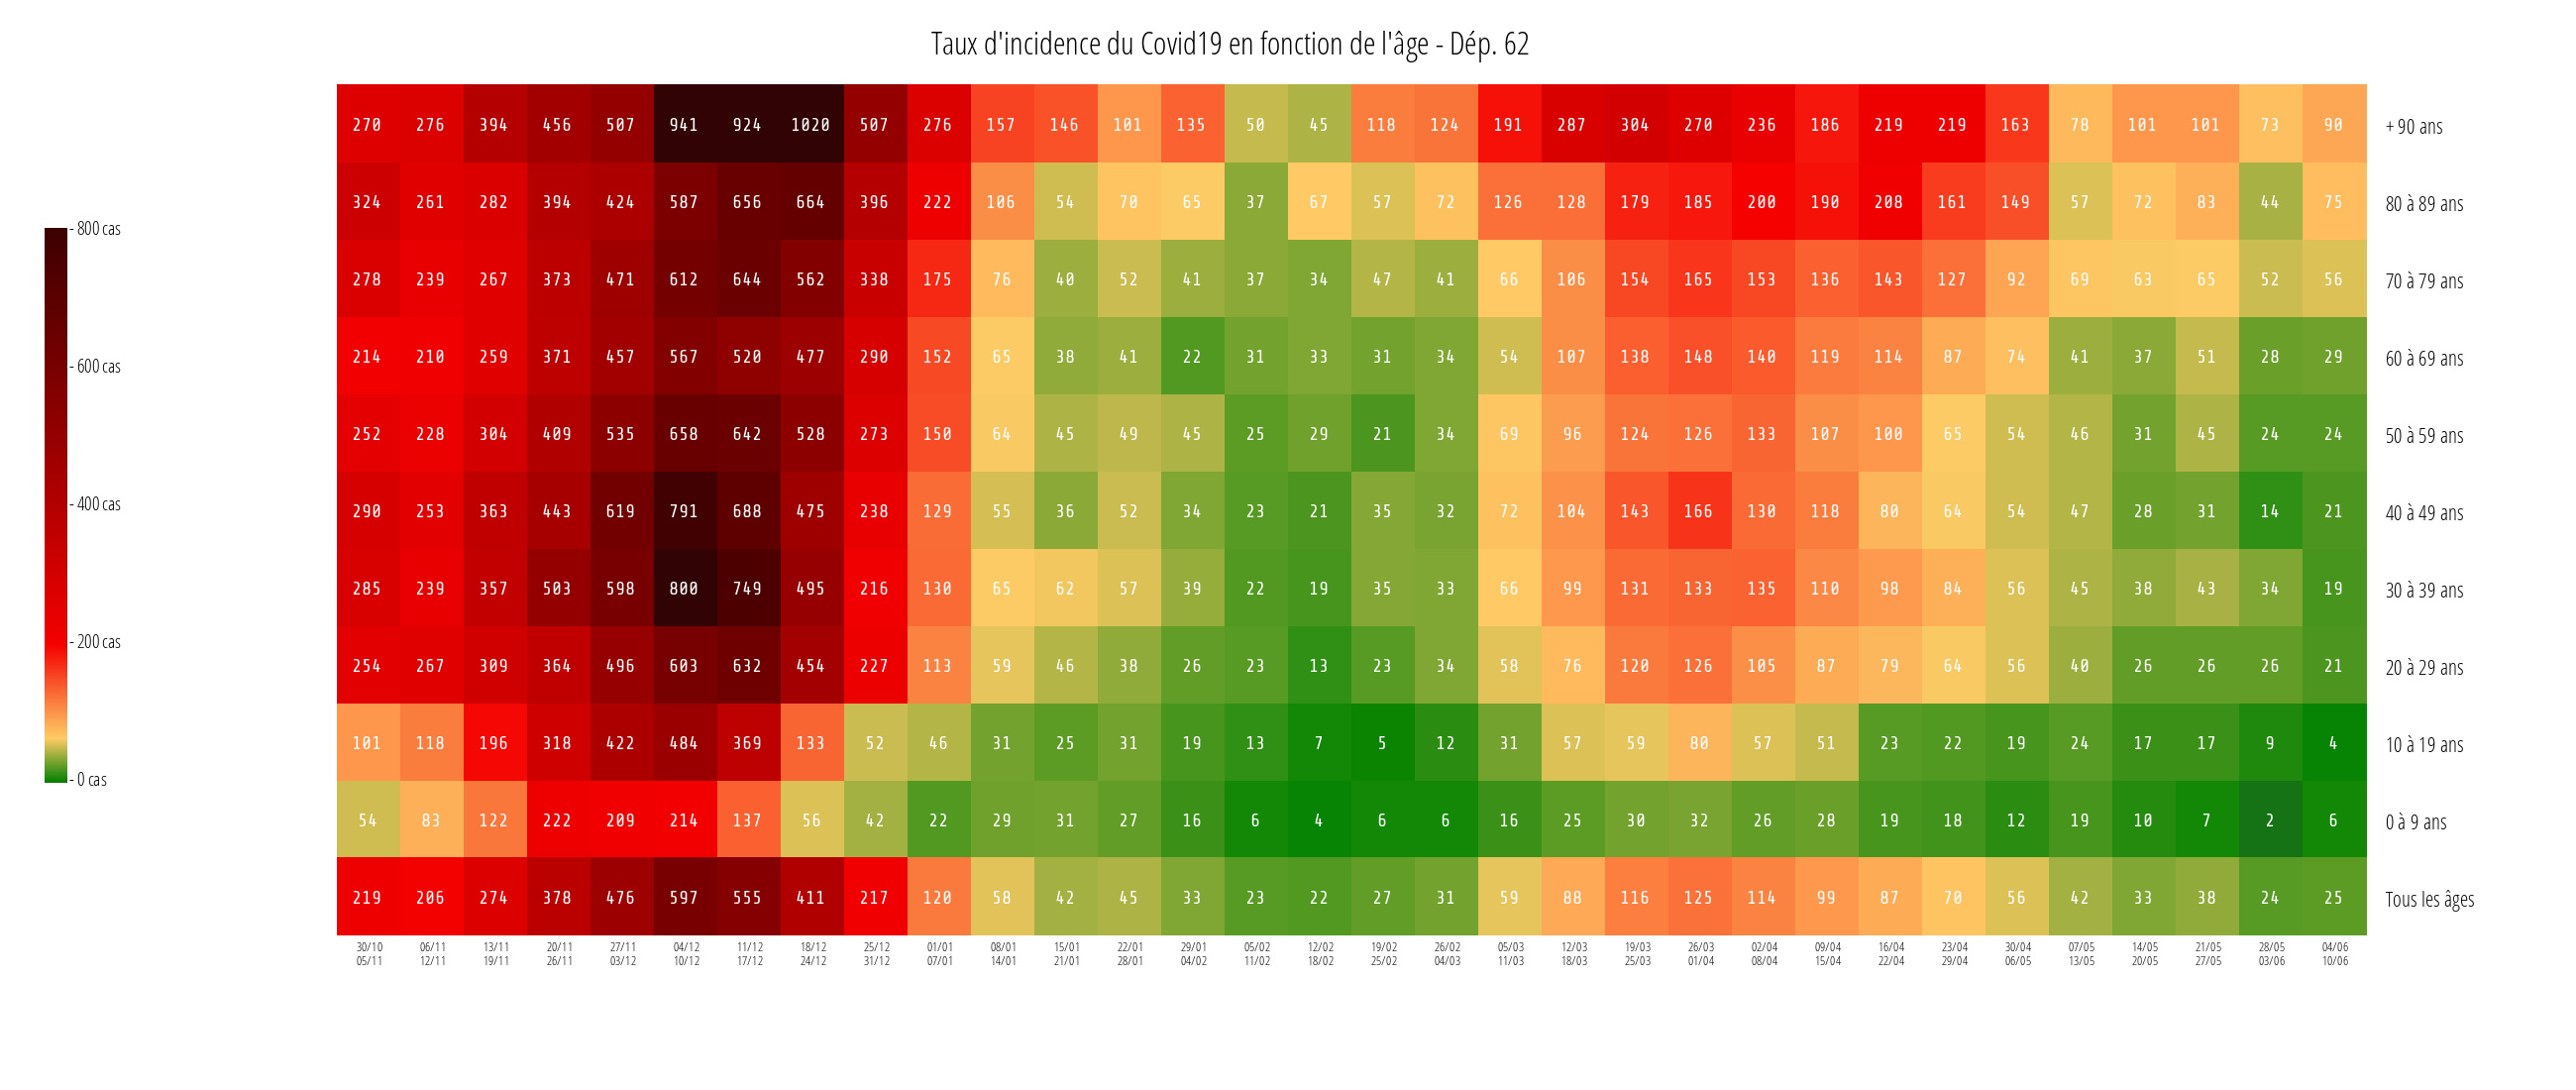 Taux d'incidence du Covid19 en fonction de l'âge - Dép. 62
270 276 394 456 507 941 924 1020 507 276 157 146 101 135 50 45 118 124 191 287 304 270 236 186 219 219 163 78 101 101 73 90 + 90 ans
324 261 282 394 424 587 656 664 396 222 106 54 70 65 37 67 57 72 126 128 179 185 200 190 208 161 149 57 72 83 44 75 80 à 89 ans
- 800 cas
278 239 267 373 471 612 644 562 338 175 76 40 52 41 37 34 47 41 66 106 154 165 153 136 143 127 92 69 63 65 52 56 70 à 79 ans
214 210 259 371 457 567 520 477 290 152 65 38 41 22 31 33 31 34 54 107 138 148 140 119 114 87 74 41 37 51 28 29 60 à 69 ans
- 600 cas
252 228 304 409 535 658 642 528 273 150 64 45 49 45 25 29 21 34 69 96 124 126 133 107 100 65 54 46 31 45 24 24 50 à 59 ans
- 400 cas
290 253 363 443 619 791 688 475 238 129 55 36 52 34 23 21 35 32 72 104 143 166 130 118 80 64 54 47 28 31 14 21 40 à 49 ans
285 239 357 503 598 800 749 495 216 130 65 62 57 39 22 19 35 33 66 99 131 133 135 110 98 84 56 45 38 43 34 19 30 à 39 ans
- 200 cas
254 267 309 364 496 603 632 454 227 113 59 46 38 26 23 13 23 34 58 76 120 126 105 87 79 64 56 40 26 26 26 21 20 à 29 ans
101 118 196 318 422 484 369 133 52 46 31 25 31 19 13 7 5 12 31 57 59 80 57 51 23 22 19 24 17 17 9 4 10 à 19 ans
- 0 cas
54 83 122 222 209 214 137 56 42 22 29 31 27 16 6 4 6 6 16 25 30 32 26 28 19 18 12 19 10 7 2 6 0 à 9 ans
219 206 274 378 476 597 555 411 217 120 58 42 45 33 23 22 27 31 59 88 116 125 114 99 87 70 56 42 33 38 24 25 Tous les âges
30/10 06/11 13/11 20/11 27/11 04/12 11/12 18/12 25/12 01/01 08/01 15/01 22/01 29/01 05/02 12/02 19/02 26/02 05/03 12/03 19/03 26/03 02/04 09/04 16/04 23/04 30/04 07/05 14/05 21/05 28/05 04/06
05/11 12/11 19/11 26/11 03/12 10/12 17/12 24/12 31/12 07/01 14/01 21/01 28/01 04/02 11/02 18/02 25/02 04/03 11/03 18/03 25/03 01/04 08/04 15/04 22/04 29/04 06/05 13/05 20/05 27/05 03/06 10/06